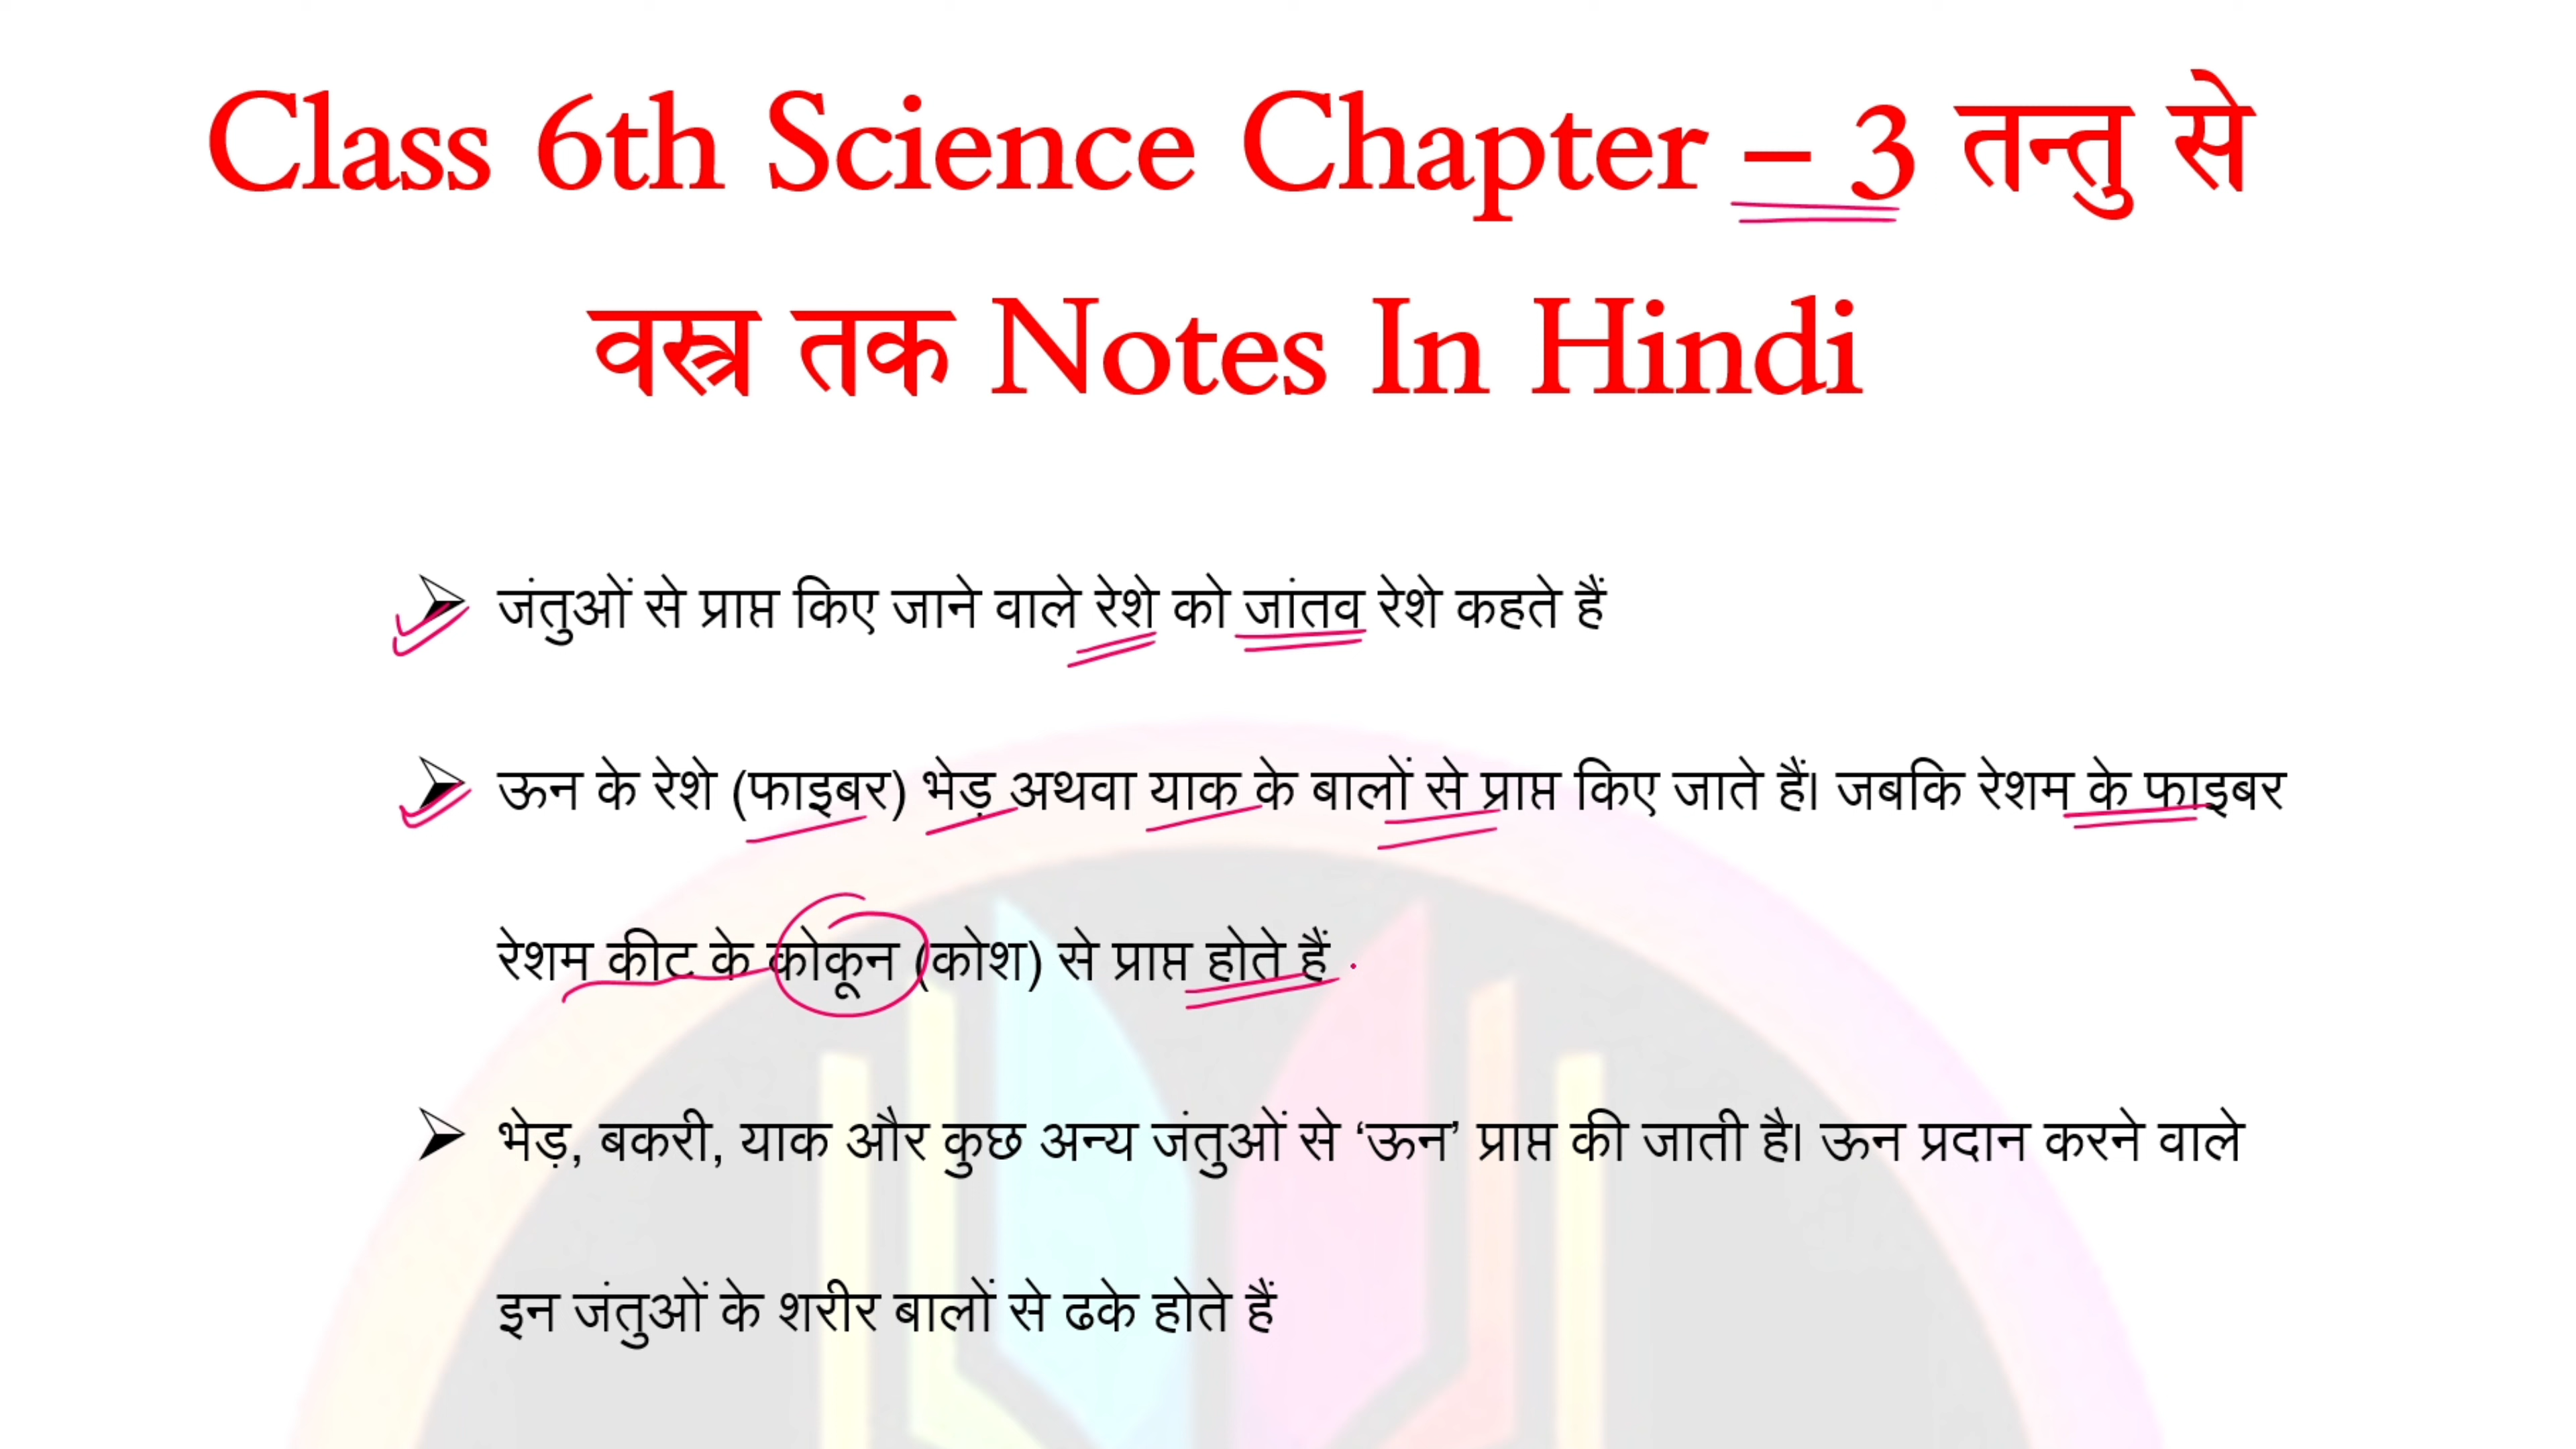 Class 6th Science Chapter – 3 तन्तु से
वस्त्र तक Notes In Hindi
जंतुओं से प्राप्त किए जाने वाले रेशे को जांतव रेशे कहते हैं
ऊन के रेशे (फाइबर) भेड़ अथवा याक के बालों से प्राप्त किए जाते हैं। जबकि रेशम के फाइबर
रेशम कीट के कोकून (कोश) से प्राप्त होते हैं
भेड़, बकरी, याक और कुछ अन्य जंतुओं से ‘ऊन’ प्राप्त की जाती है। ऊन प्रदान करने वाले
इन जंतुओं के शरीर बालों से ढके होते हैं